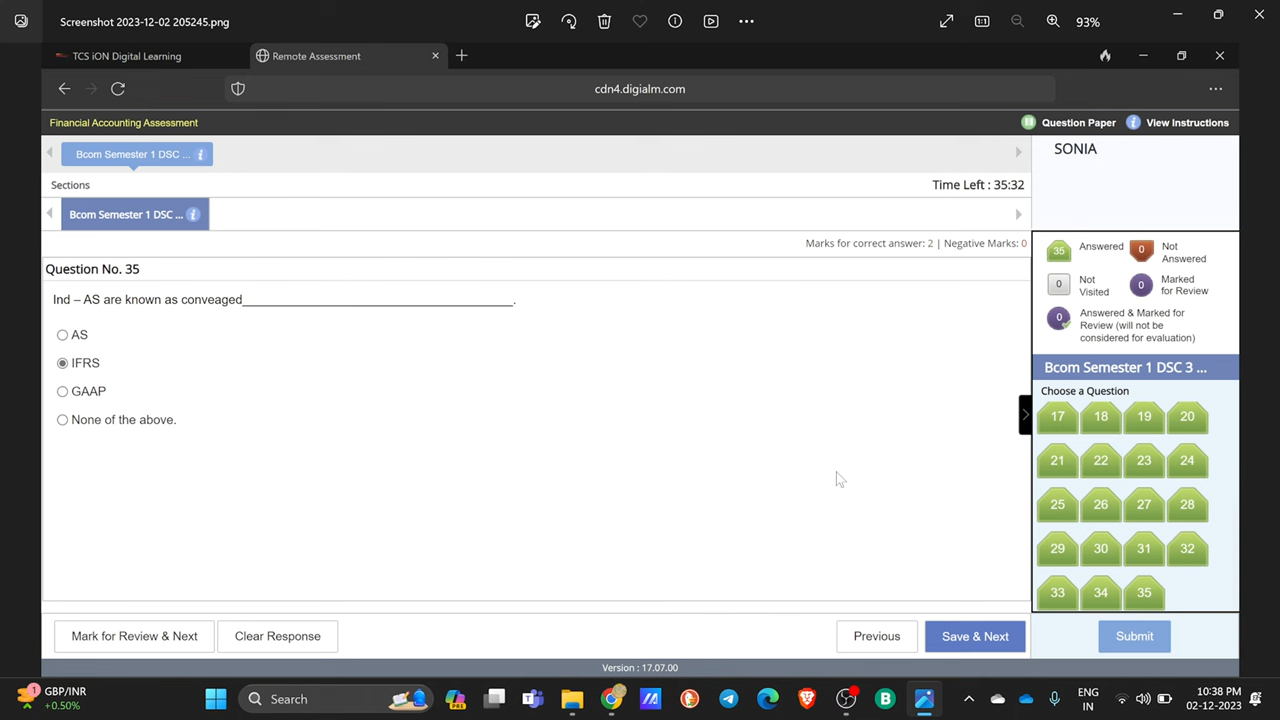 Screenshot 2023-12-02 205245.png
93%
TCS iON Digital Learning
Remote Assessment
cdn4.digialm.com
Financial Accounting Assessment
Question Paper
View Instructions
Bcom Semester 1 DSC ...
SONIA
Sections
Time Left : 35:32
Bcom Semester 1 DSC ...
Marks for correct answer: 2 | Negative Marks: 0
35 Answered
0 Not Answered
0 Not Visited
0 Marked for Review
0 Answered & Marked for Review (will not be considered for evaluation)
Question No. 35
Ind – AS are known as conveaged______________________________.
AS
IFRS
GAAP
None of the above.
Bcom Semester 1 DSC 3 ...
Choose a Question
17 18 19 20
21 22 23 24
25 26 27 28
29 30 31 32
33 34 35
Mark for Review & Next
Clear Response
Previous
Save & Next
Submit
Version : 17.07.00
1
GBP/INR
+0.50%
Search
ENG
IN
10:38 PM
02-12-2023